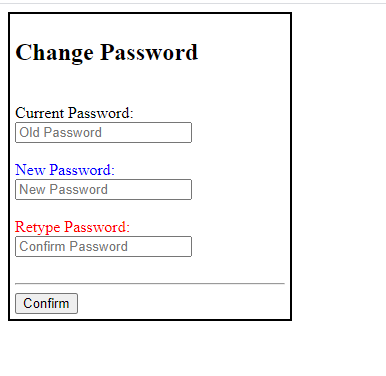 Change Password
Current Password:
Old Password
New Password:
New Password
Retype Password:
Confirm Password
Confirm